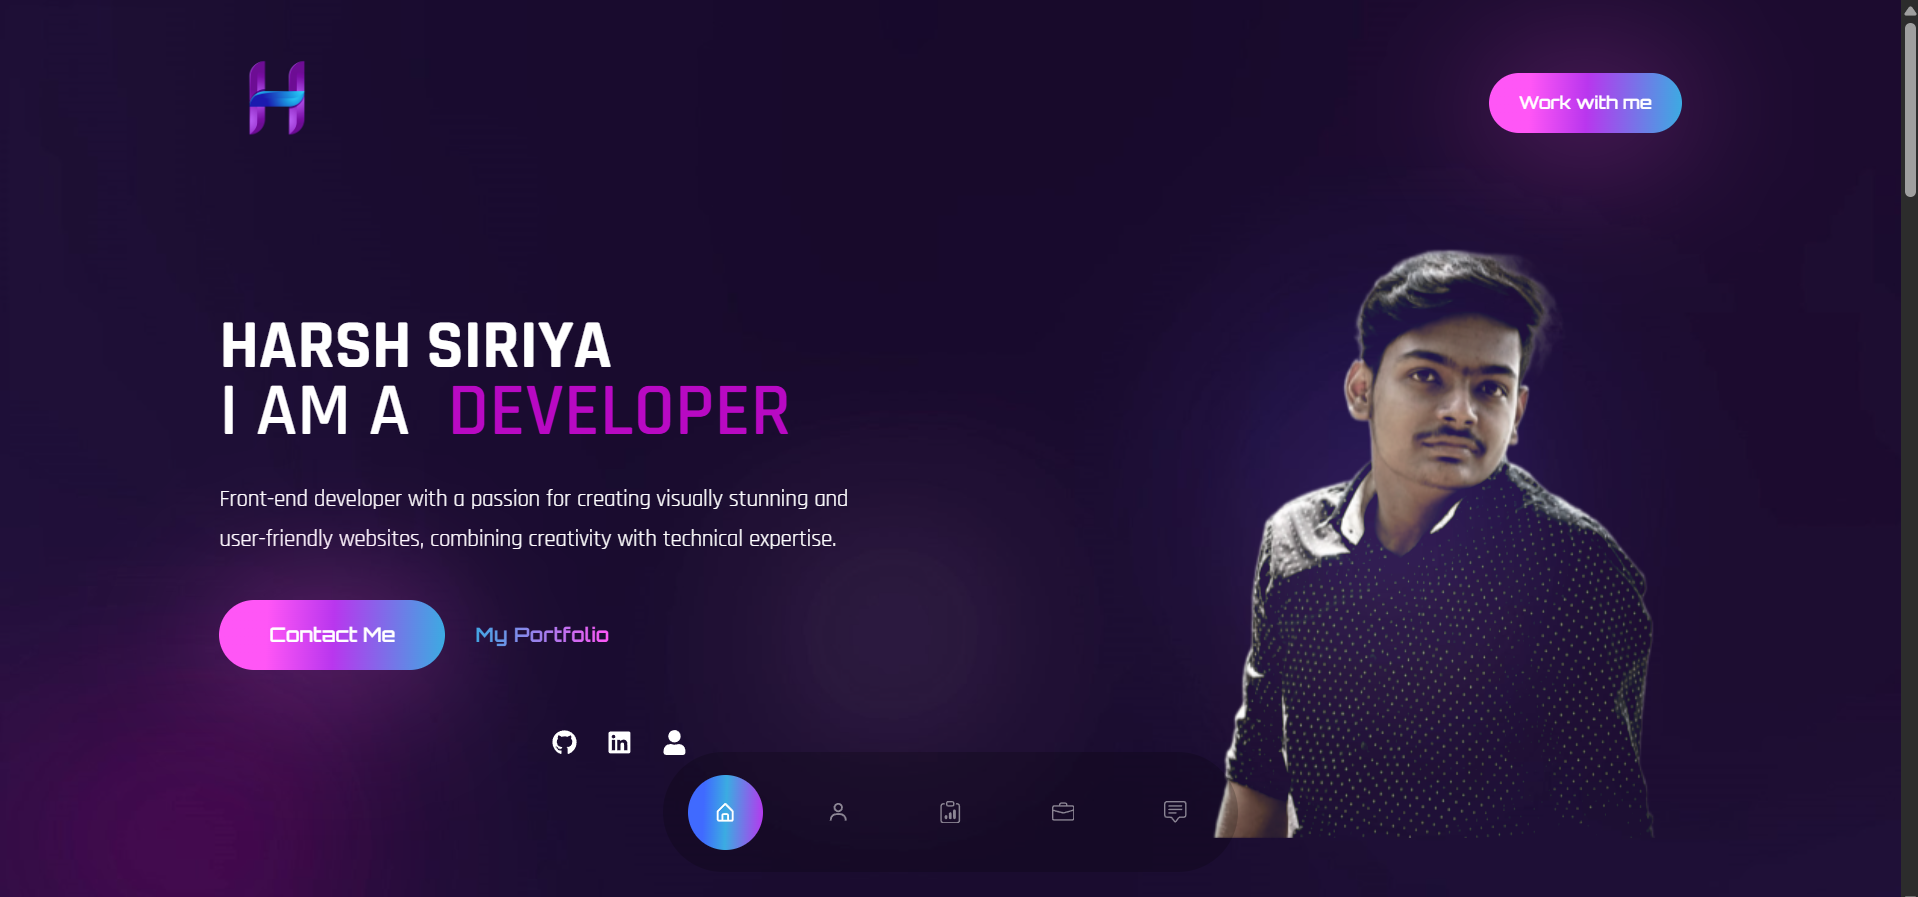 H
Work with me
HARSH SIRIYA
I AM A DEVELOPER
Front-end developer with a passion for creating visually stunning and
user-friendly websites, combining creativity with technical expertise.
Contact Me
My Portfolio
in